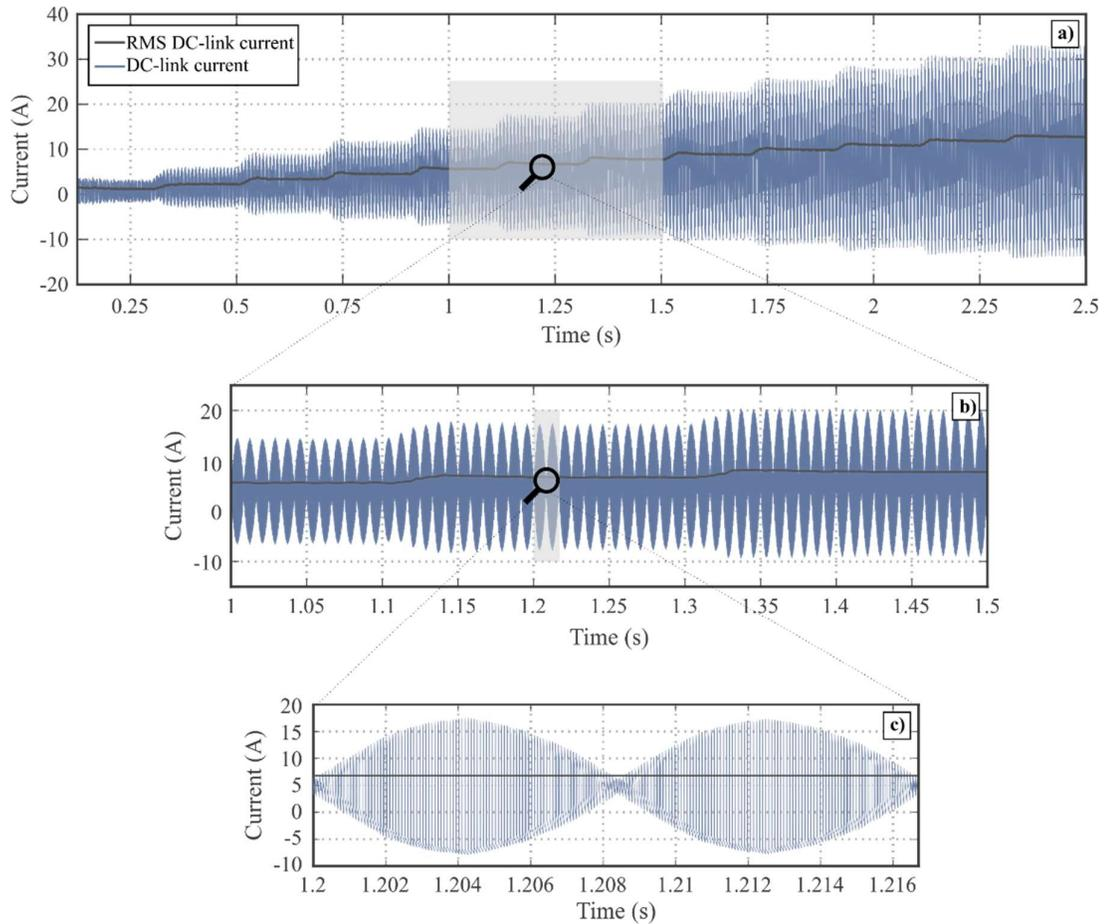 40
a)
RMS DC-link current
DC-link current
30
20
10
0
-10
-20
Current (A)
0.25 0.5 0.75 1 1.25 1.5 1.75 2 2.25 2.5
Time (s)
b)
20
10
0
-10
Current (A)
1 1.05 1.1 1.15 1.2 1.25 1.3 1.35 1.4 1.45 1.5
Time (s)
20
c)
15
10
5
0
-5
-10
Current (A)
1.2 1.202 1.204 1.206 1.208 1.21 1.212 1.214 1.216
Time (s)